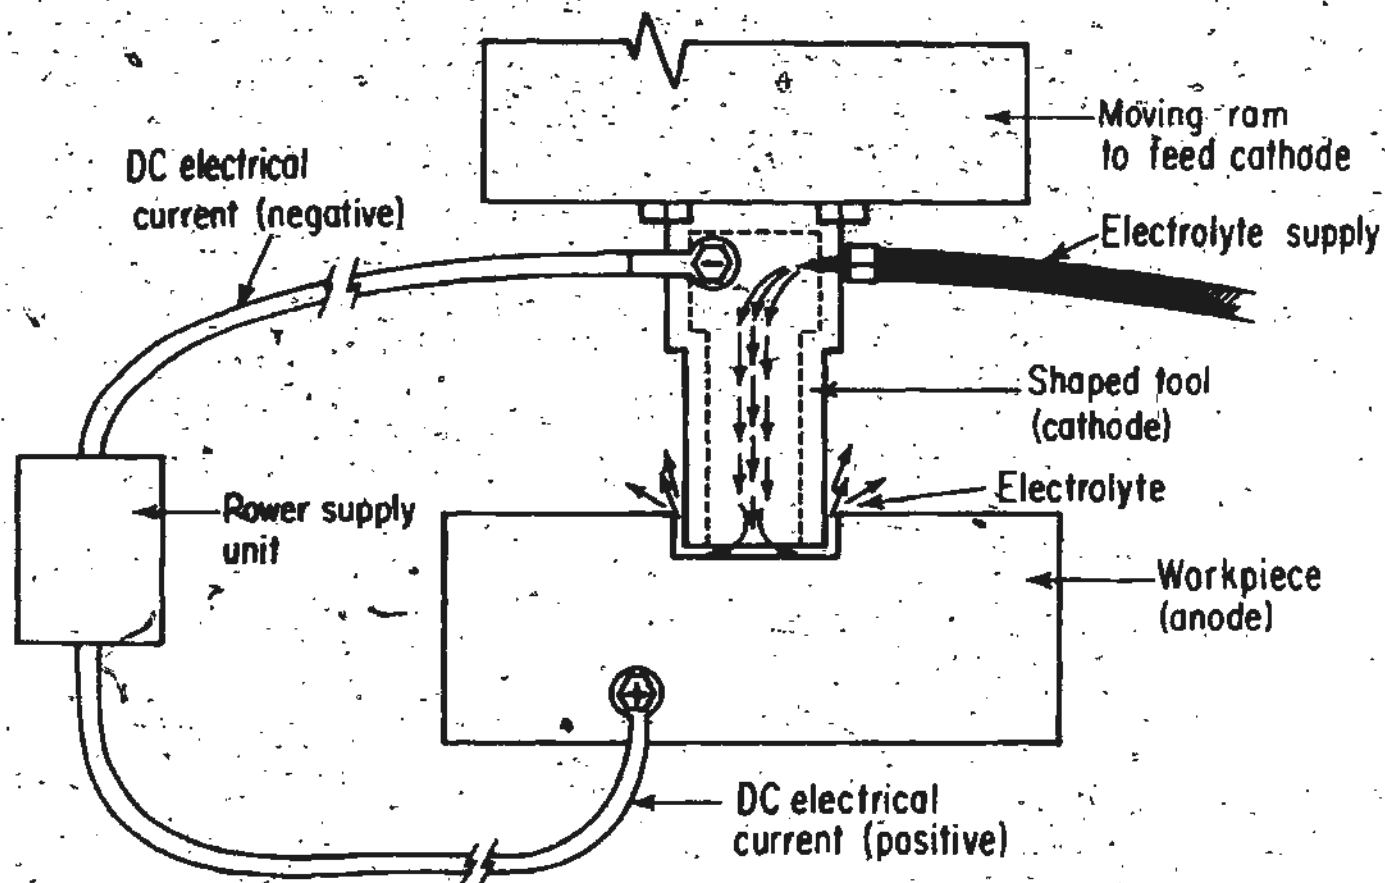 Moving ram
to feed cathode
DC electrical
current (negative)
Electrolyte supply
Shaped tool
(cathode)
Electrolyte
Power supply
unit
Workpiece
(anode)
DC electrical
current (positive)